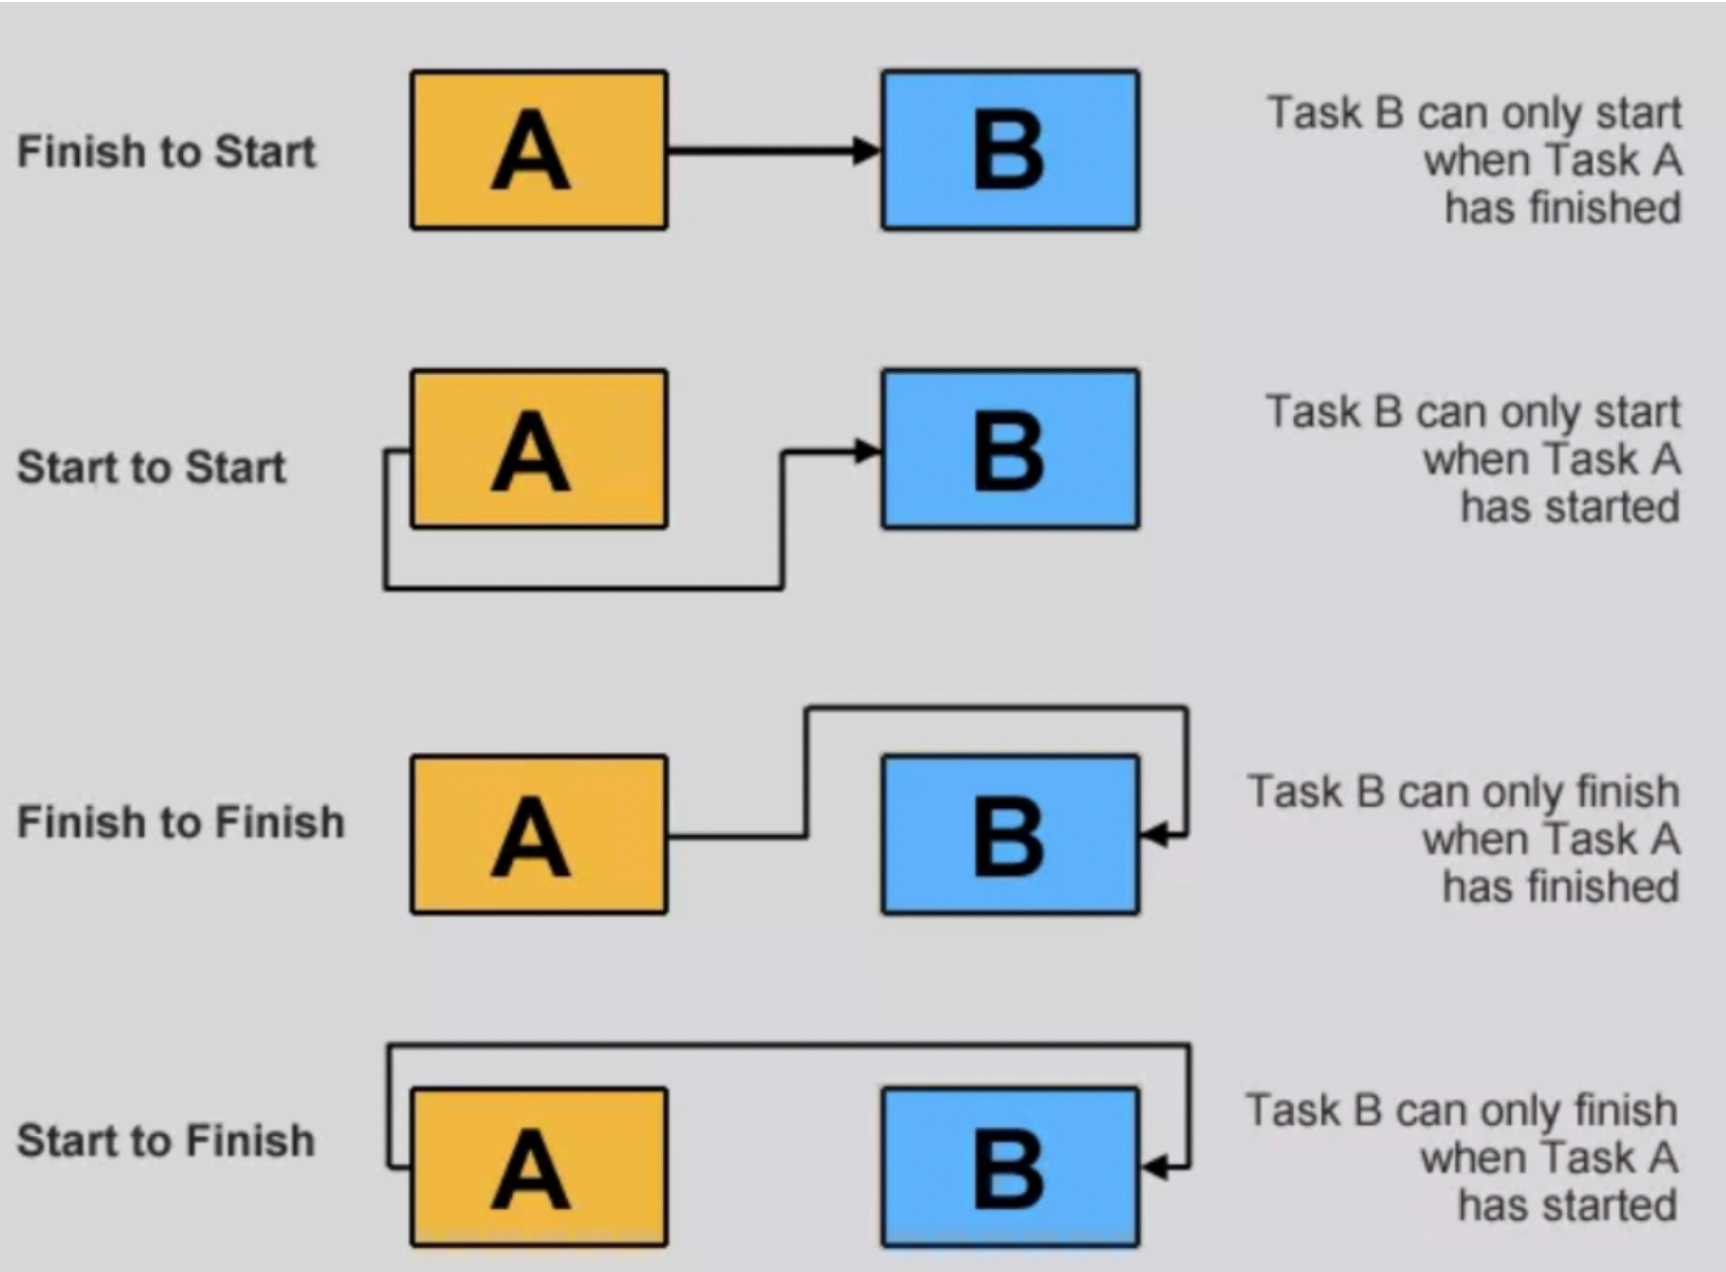 Finish to Start
A
B
Task B can only start
when Task A
has finished
Start to Start
A
B
Task B can only start
when Task A
has started
Finish to Finish
A
B
Task B can only finish
when Task A
has finished
Start to Finish
A
B
Task B can only finish
when Task A
has started